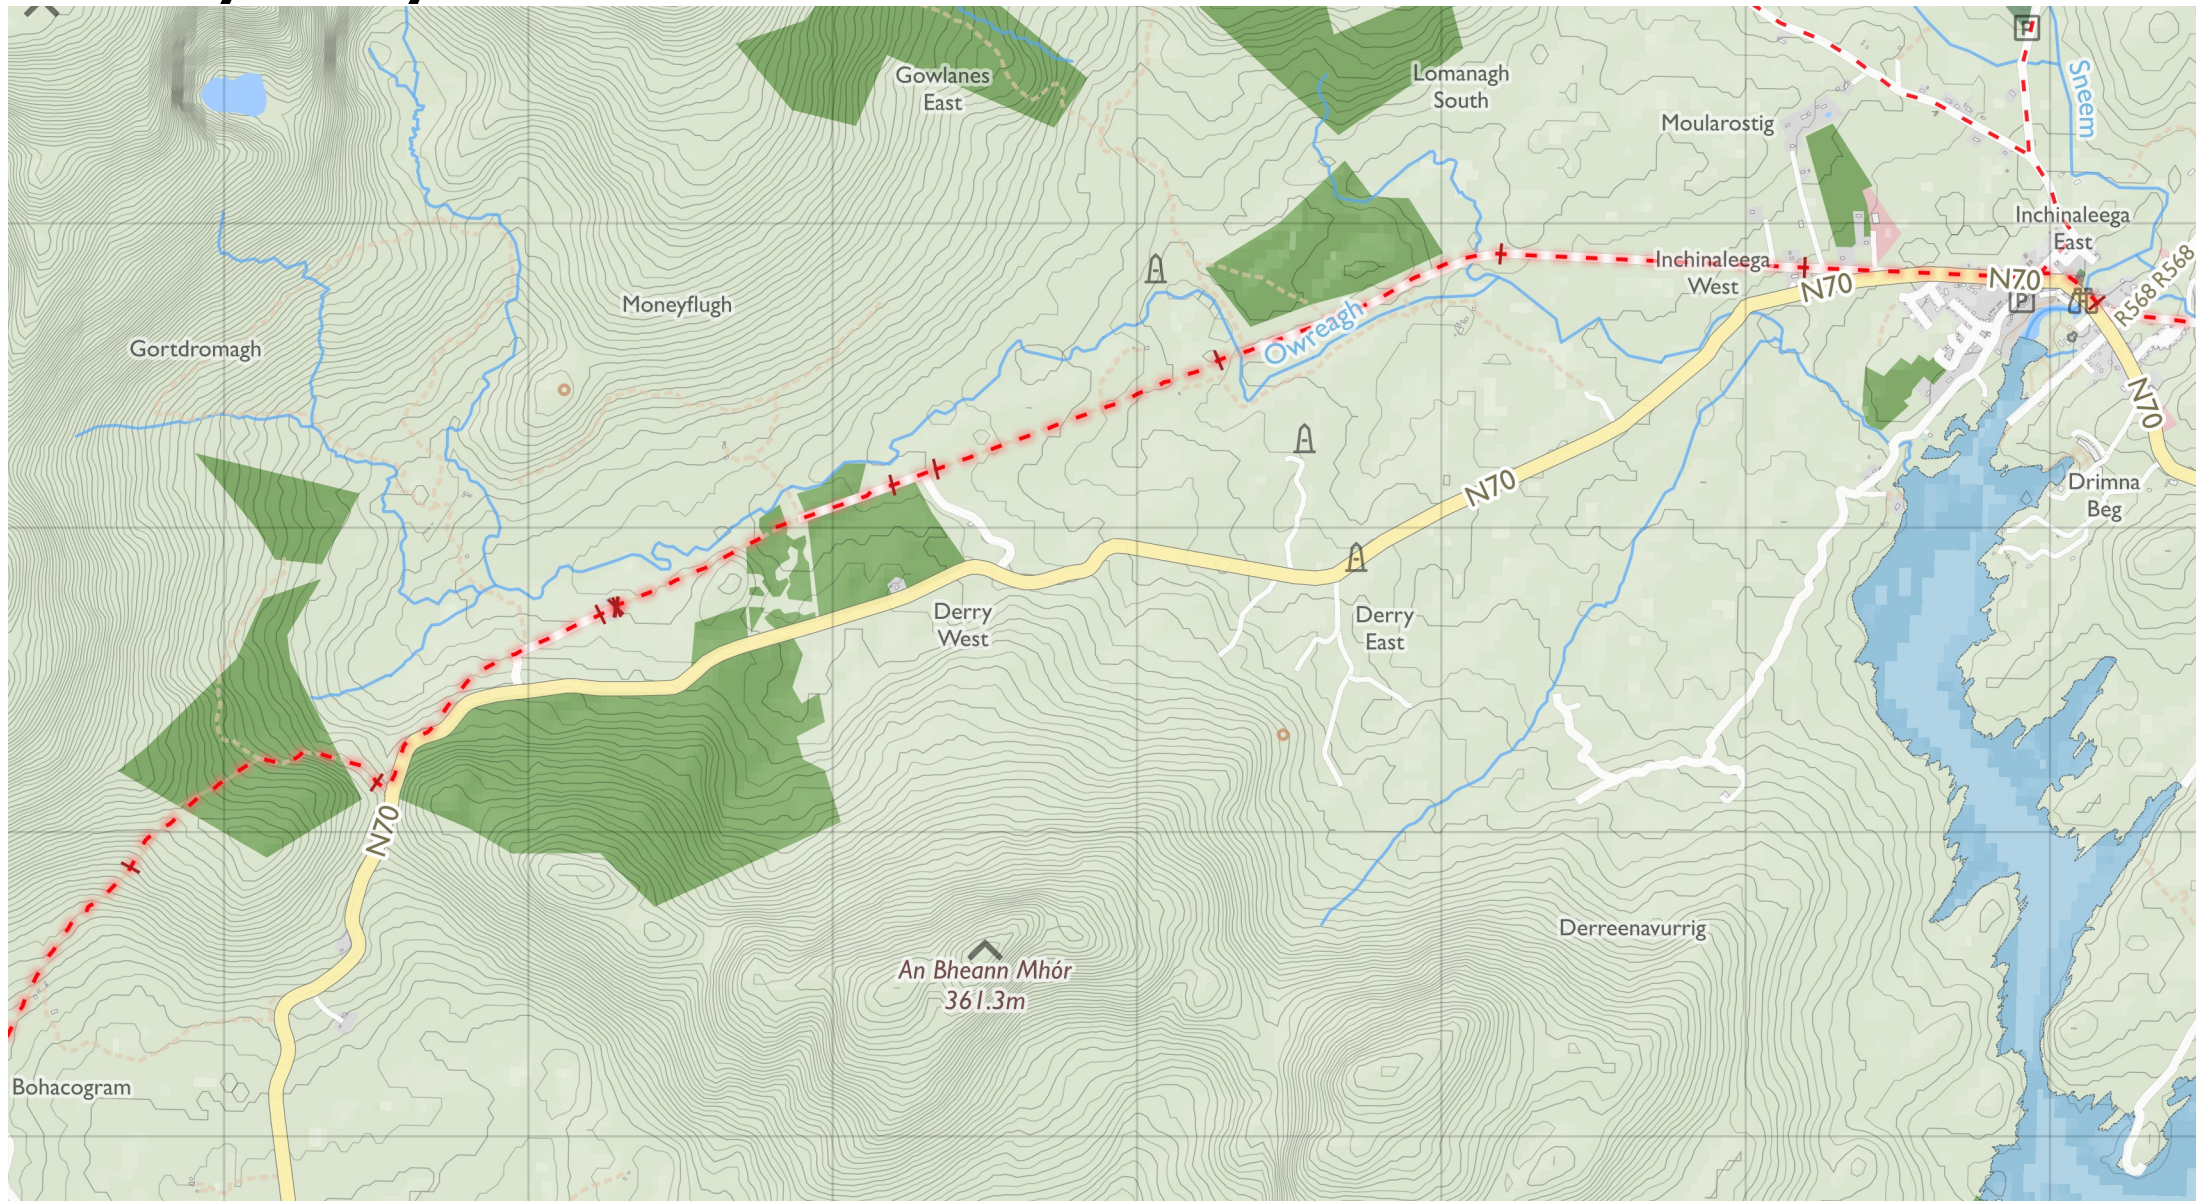 Gowlanes
East
Lomanagh
South
Sneem
Moularostig
Inchinaleega
East
Inchinaleega
West
N70
N70
R568
R568
P
P
Moneyflugh
Gortdromagh
Owreagh
N70
N70
Drimna
Beg
Derry
West
Derry
East
N70
An Bheann Mhór
361.3m
Derreenavurrig
Bohacogram